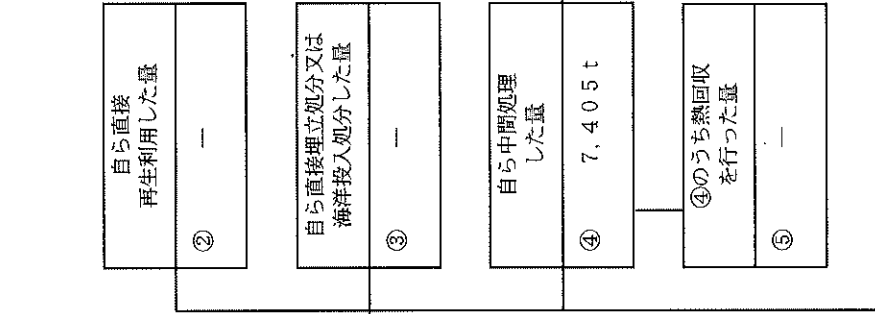 自ら直接
再生利用した量
② ―
自ら直接埋立処分又は
海洋投入処分した量
③ ―
自ら中間処理
した量
④ 7,405t
④のうち熱回収
を行った量
⑤ ―